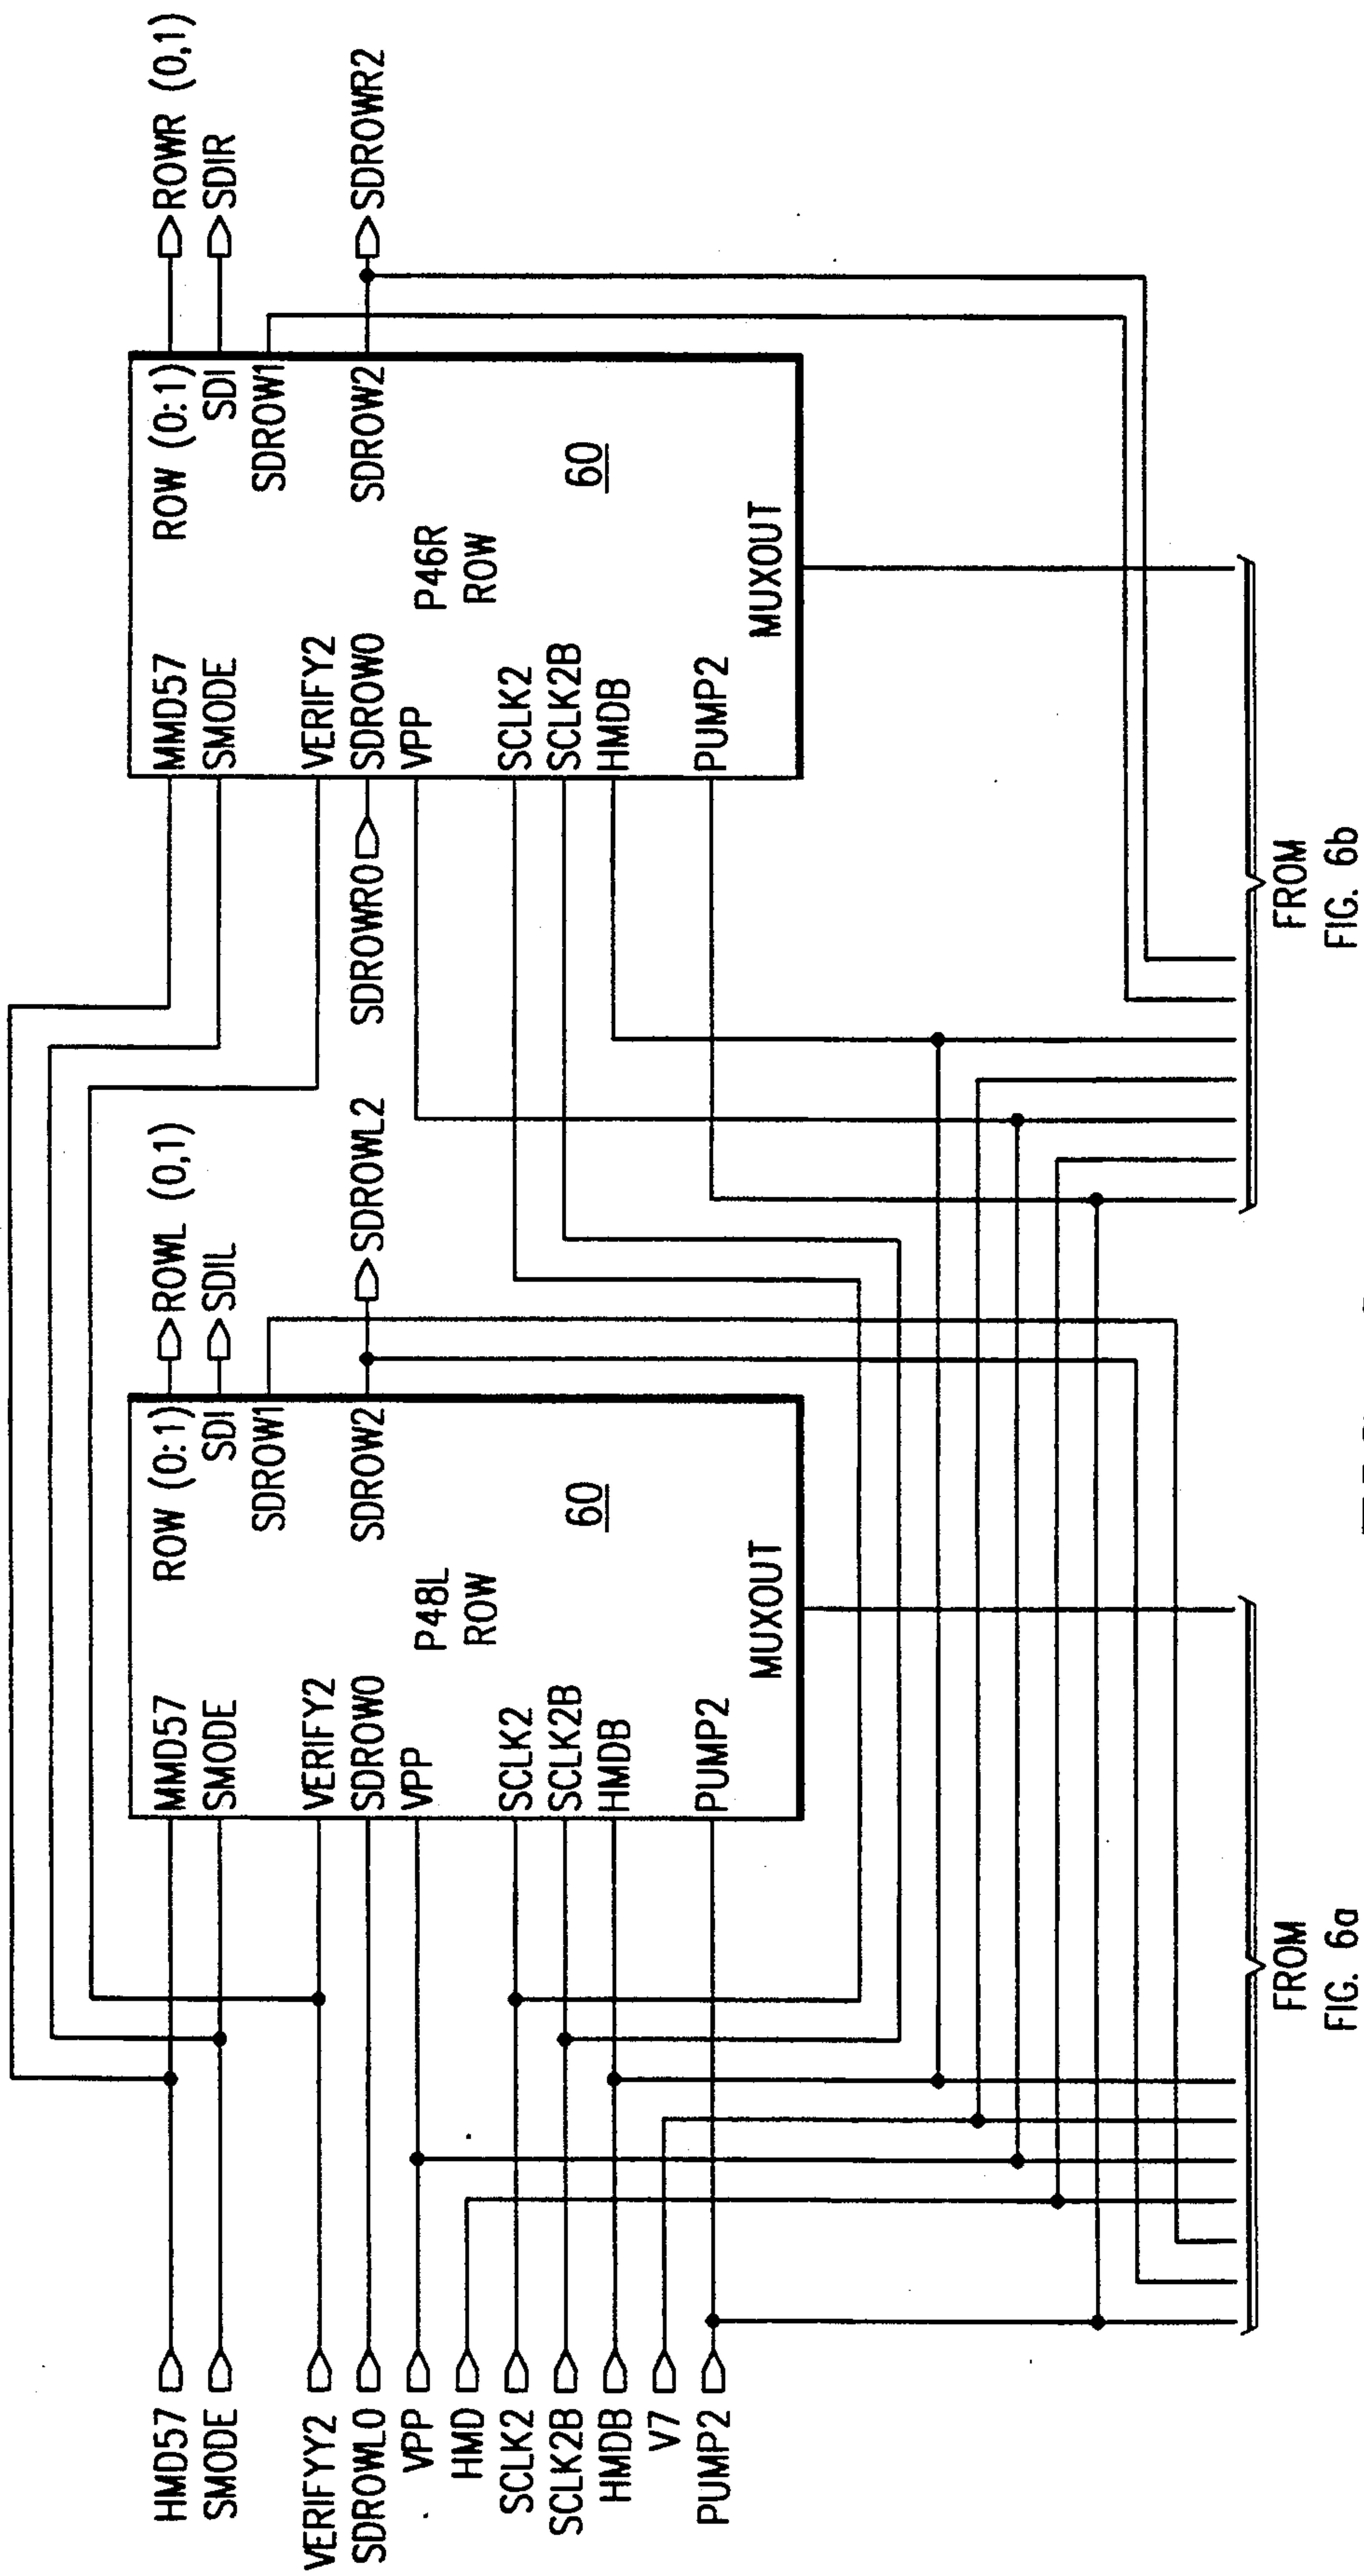 HMD57
SMODE
VERIFYY2
SDROWL0
VPP
HMD
SCLK2
SCLK2B
HMDB
V7
PUMP2
MMD57
SMODE
VERIFY2
SDROW0
VPP
SCLK2
SCLK2B
HMDB
PUMP2
P48L
ROW
60
MUXOUT
ROW (0:1)
SDI
SDROW1
SDROW2
ROWL (0,1)
SDIL
SDROWL2
SDROWR0
MMD57
SMODE
VERIFY2
SDROW0
VPP
SCLK2
SCLK2B
HMDB
PUMP2
P46R
ROW
60
MUXOUT
ROW (0:1)
SDI
SDROW1
SDROW2
ROWR (0,1)
SDIR
SDROWR2
FROM
FIG. 6a
FROM
FIG. 6b